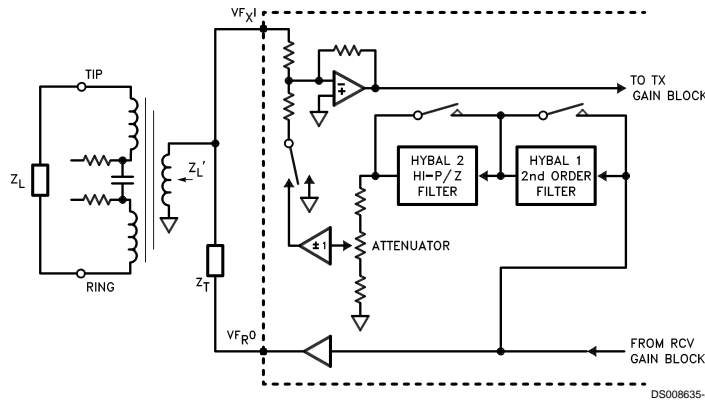 VFXI
TIP
TO TX
GAIN BLOCK
HYBAL 2
HI-P/Z
FILTER
HYBAL 1
2nd ORDER
FILTER
ZL
ZL'
± 1
ATTENUATOR
ZT
RING
VFRO
FROM RCV
GAIN BLOCK
DS008635-